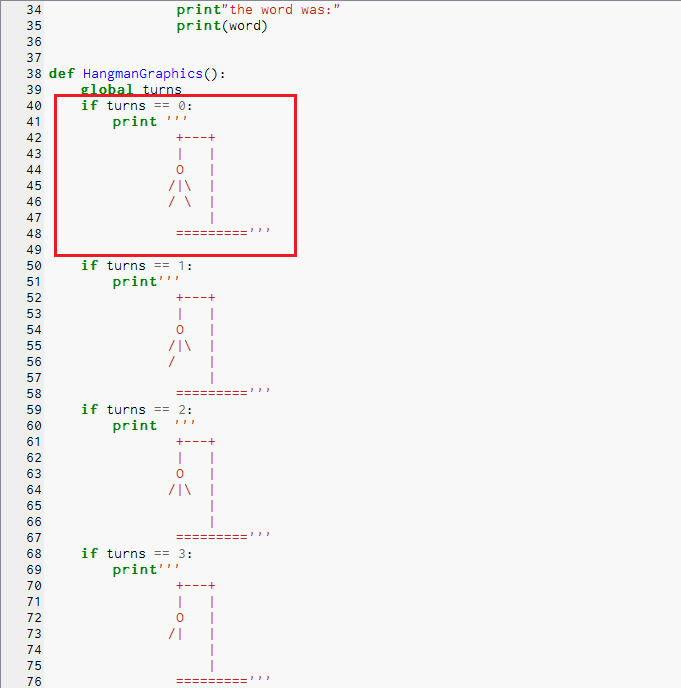 34                 print"the word was:"
35                 print(word)
36
37
38 def HangmanGraphics():
39     global turns
40     if turns == 0:
41         print '''
42                 +---+
43                 |   |
44                 O   |
45                /|\  |
46                / \  |
47                     |
48                 ========='''
49
50     if turns == 1:
51         print'''
52                 +---+
53                 |   |
54                 O   |
55                /|\  |
56                /    |
57                     |
58                 ========='''
59     if turns == 2:
60         print  '''
61                 +---+
62                 |   |
63                 O   |
64                /|\  |
65                     |
66                     |
67                 ========='''
68     if turns == 3:
69         print'''
70                 +---+
71                 |   |
72                 O   |
73                /|   |
74                     |
75                     |
76                 ========='''